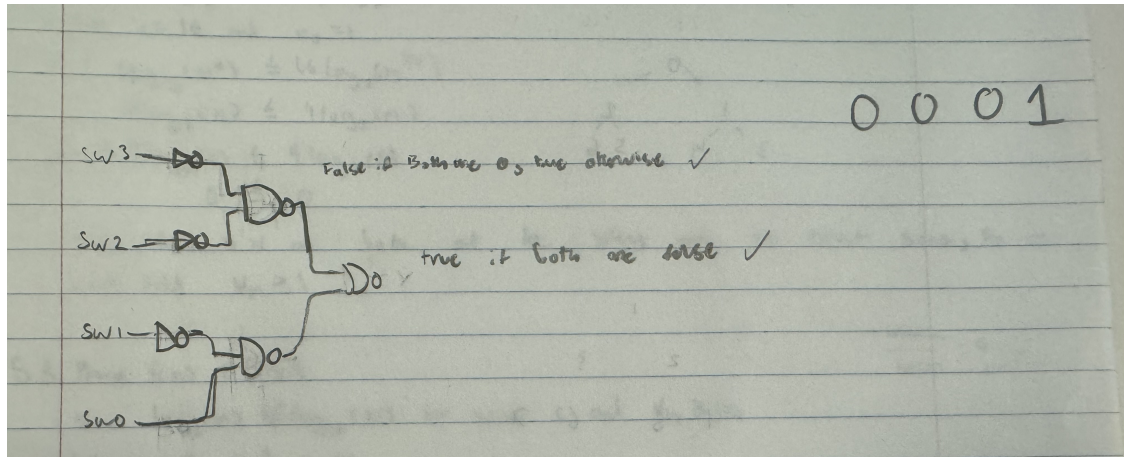 0 0 0 1
SW3 False if Both are 0, true otherwise ✓
SW2
true if both are false ✓
SW1
SW0